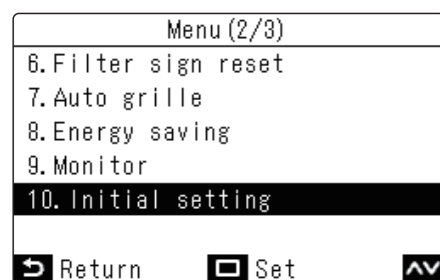 Menu(2/3)
6.Filter sign reset
7.Auto grille
8.Energy saving
9.Monitor
10.Initial setting
Return Set